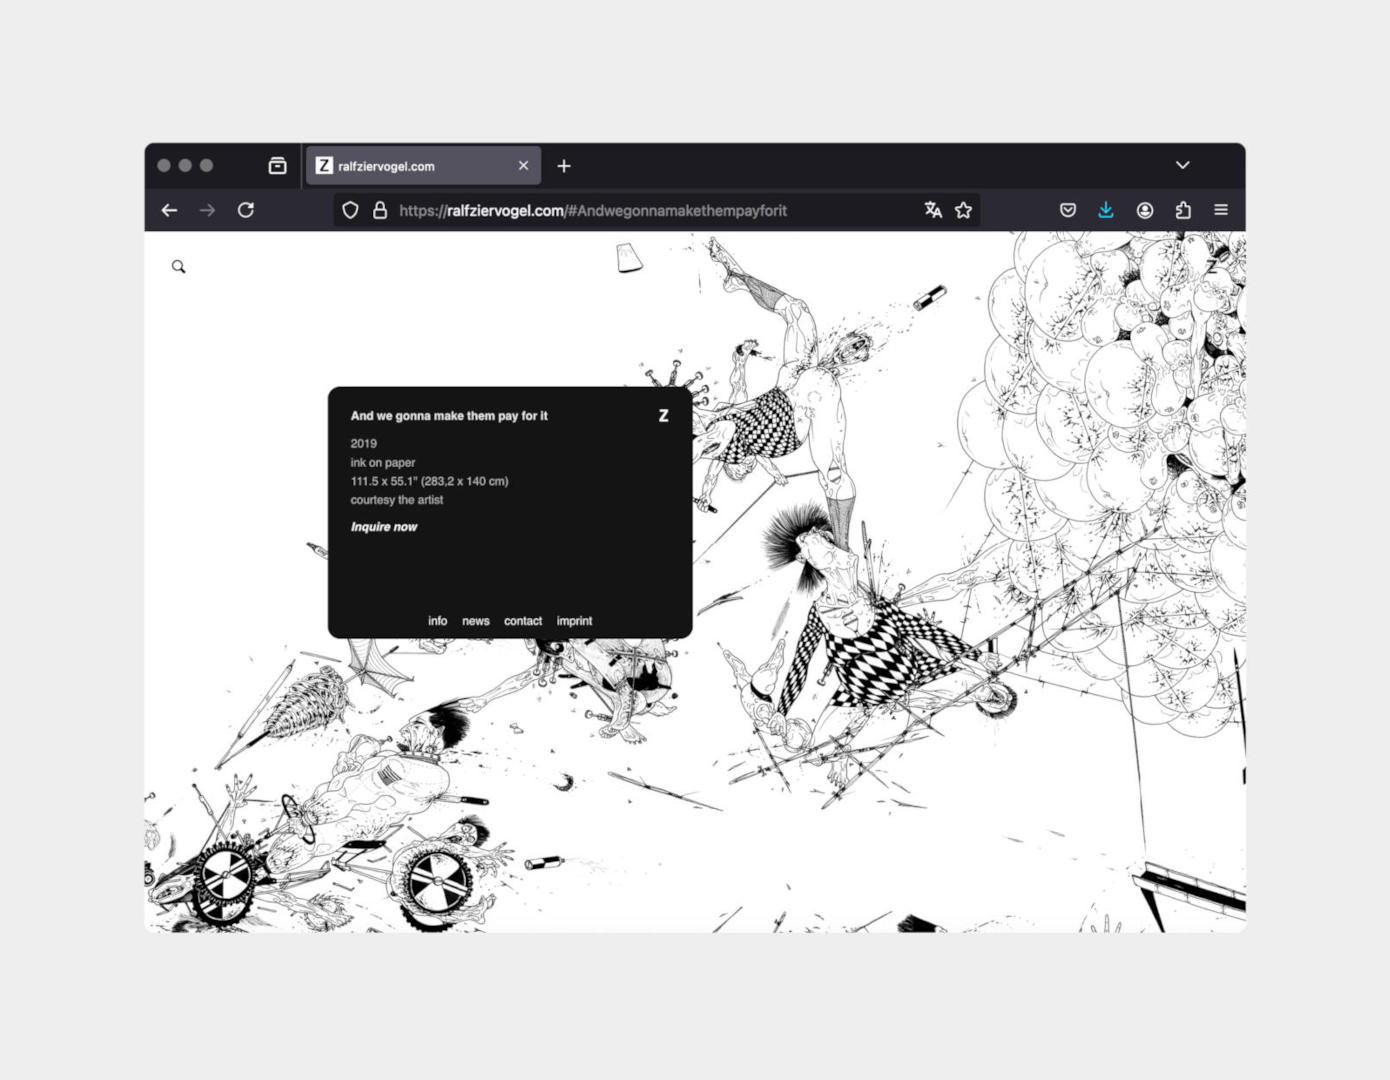 Z ralfziervogel.com
https://ralfziervogel.com/#Andwegonnamakethempayforit
Z
And we gonna make them pay for it Z
2019
ink on paper
111.5 x 55.1" (283,2 x 140 cm)
courtesy the artist
Inquire now
info news contact imprint